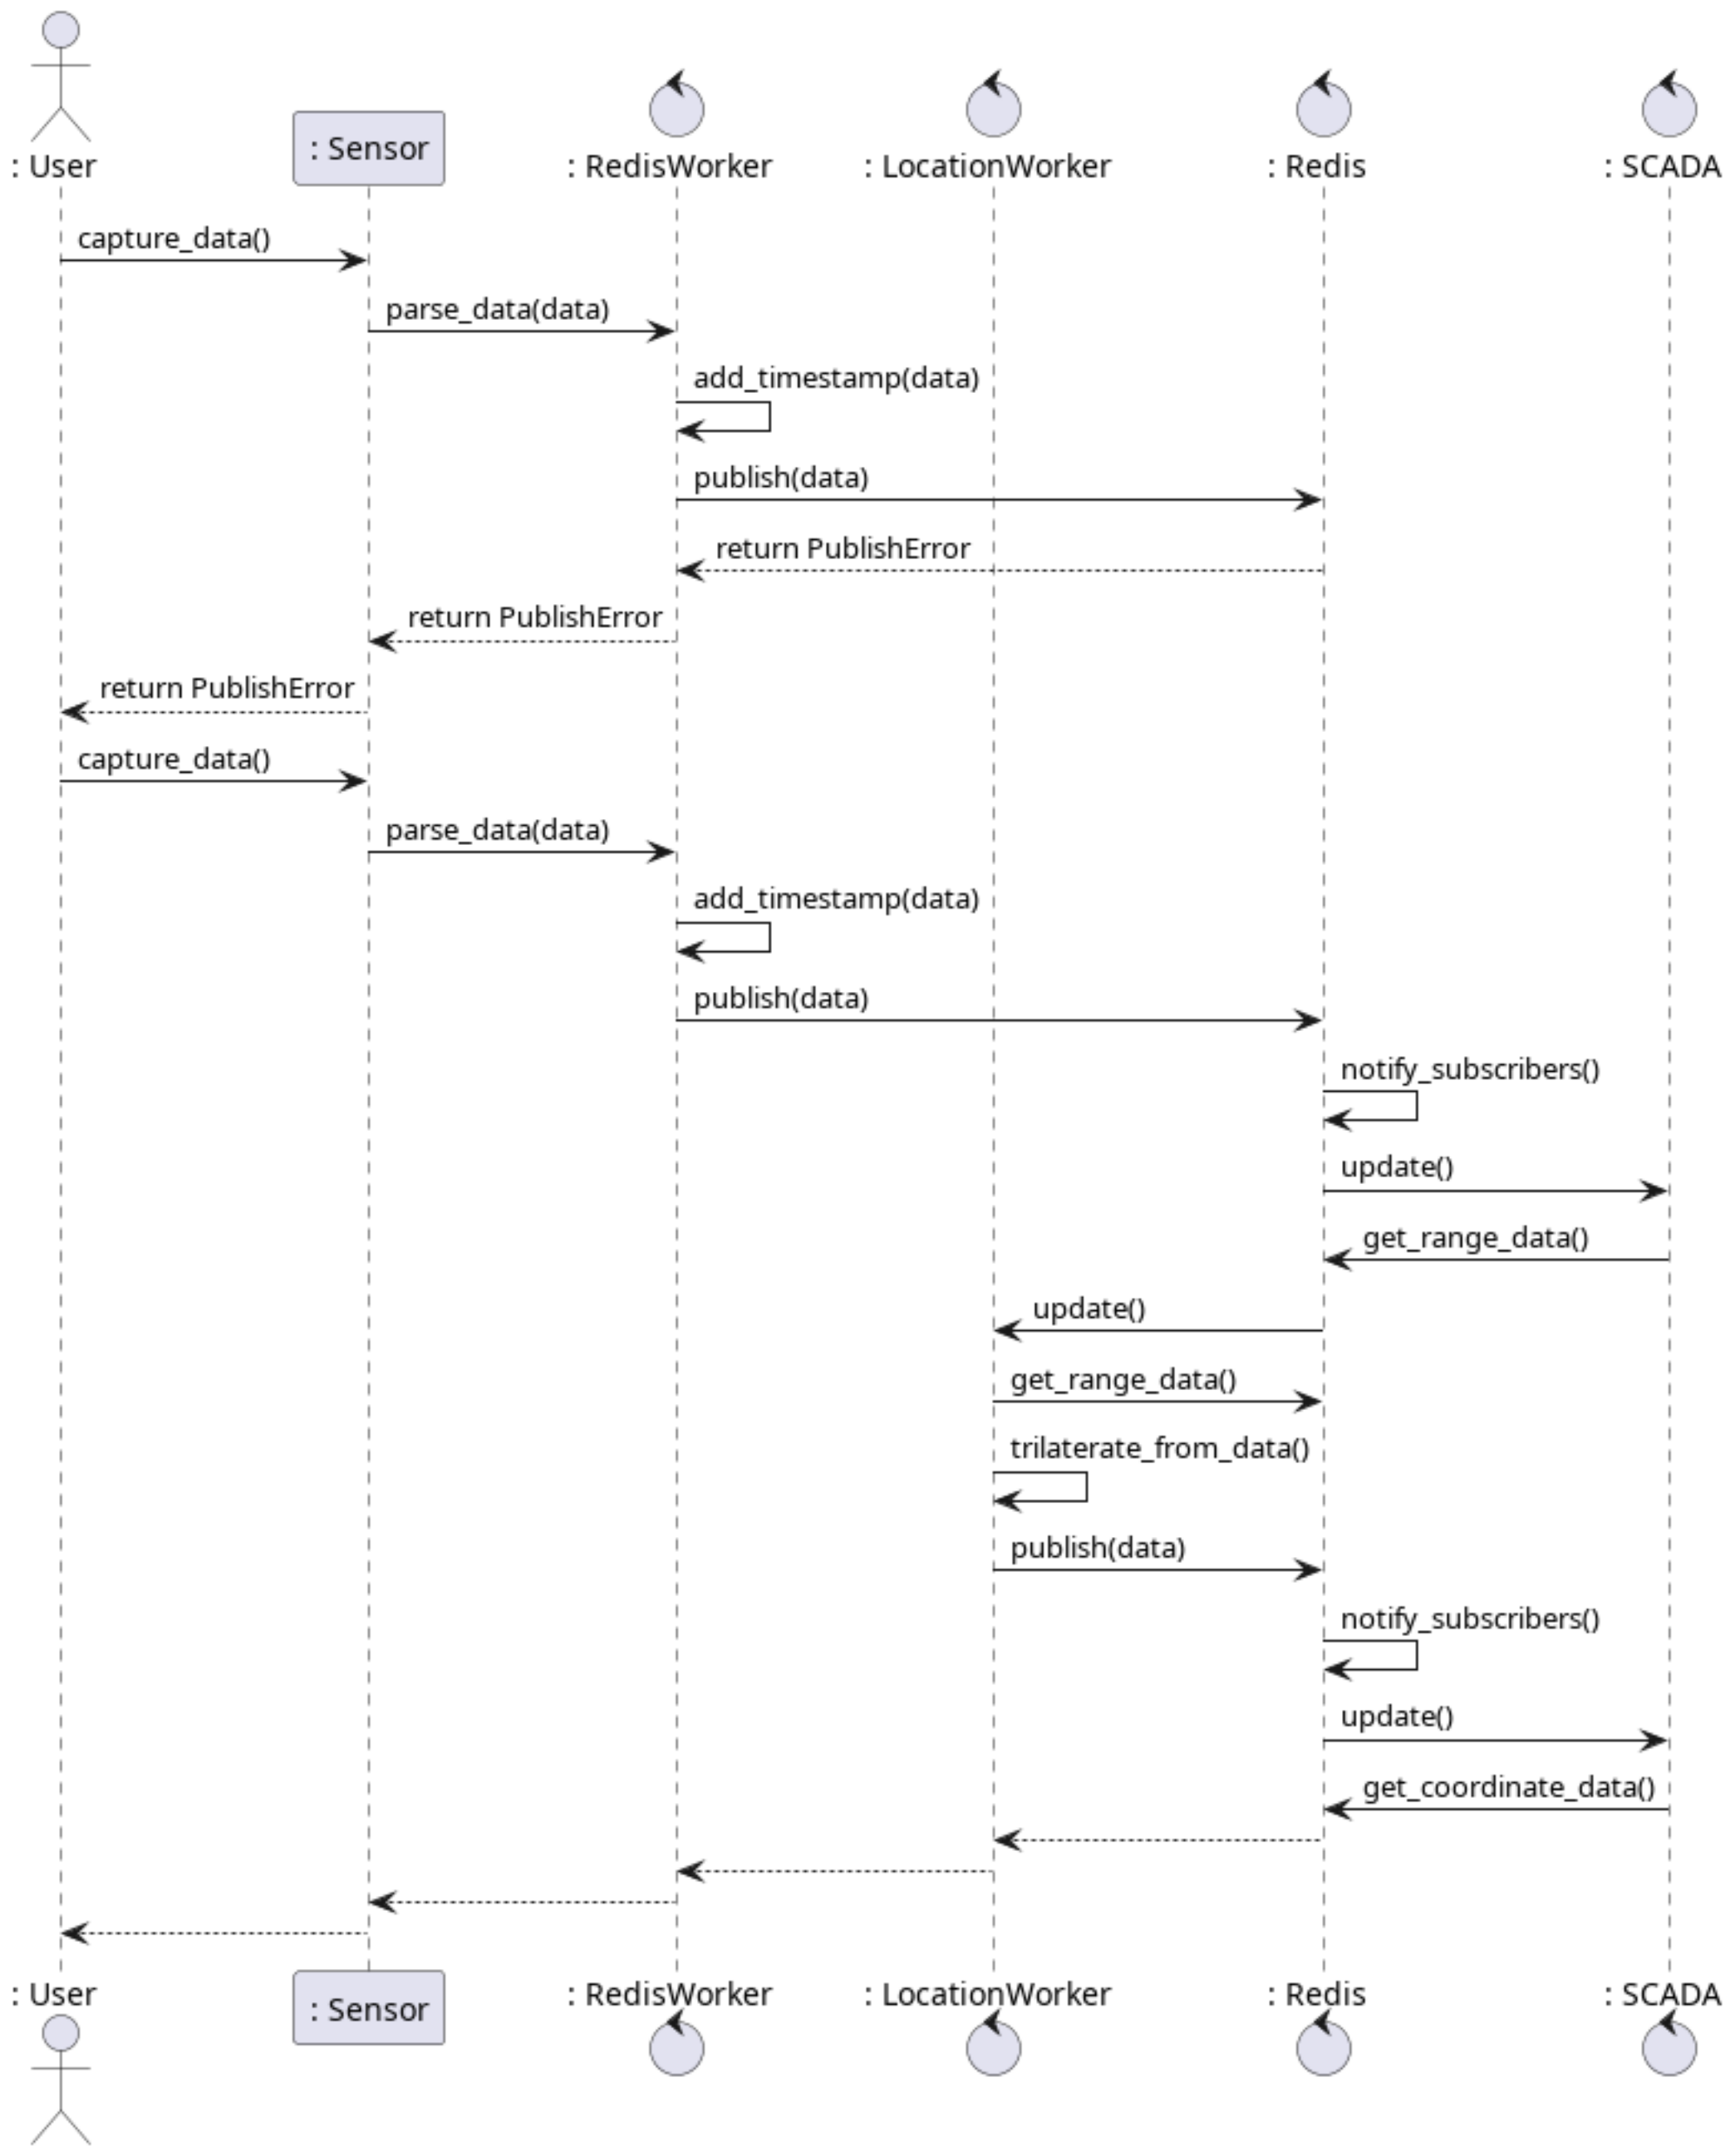 : User
: Sensor
: RedisWorker
: LocationWorker
: Redis
: SCADA
capture_data()
parse_data(data)
add_timestamp(data)
publish(data)
return PublishError
return PublishError
return PublishError
capture_data()
parse_data(data)
add_timestamp(data)
publish(data)
notify_subscribers()
update()
get_range_data()
update()
get_range_data()
trilaterate_from_data()
publish(data)
notify_subscribers()
update()
get_coordinate_data()
: User
: Sensor
: RedisWorker
: LocationWorker
: Redis
: SCADA